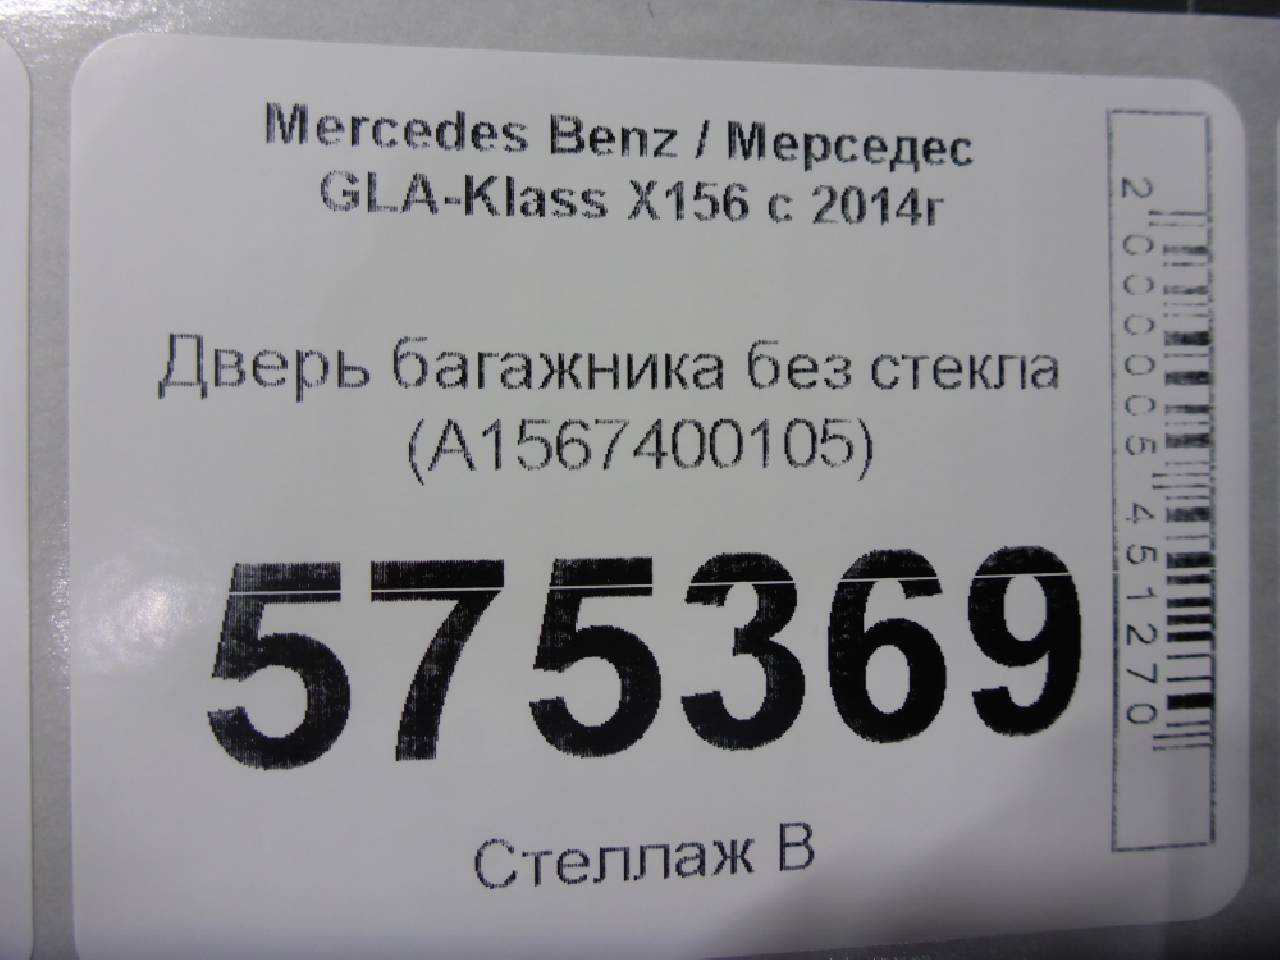 Mercedes Benz / Мерседес
GLA-Klass X156 с 2014г
Дверь багажника без стекла
(A1567400105)
575369
Стеллаж B
2000005451270